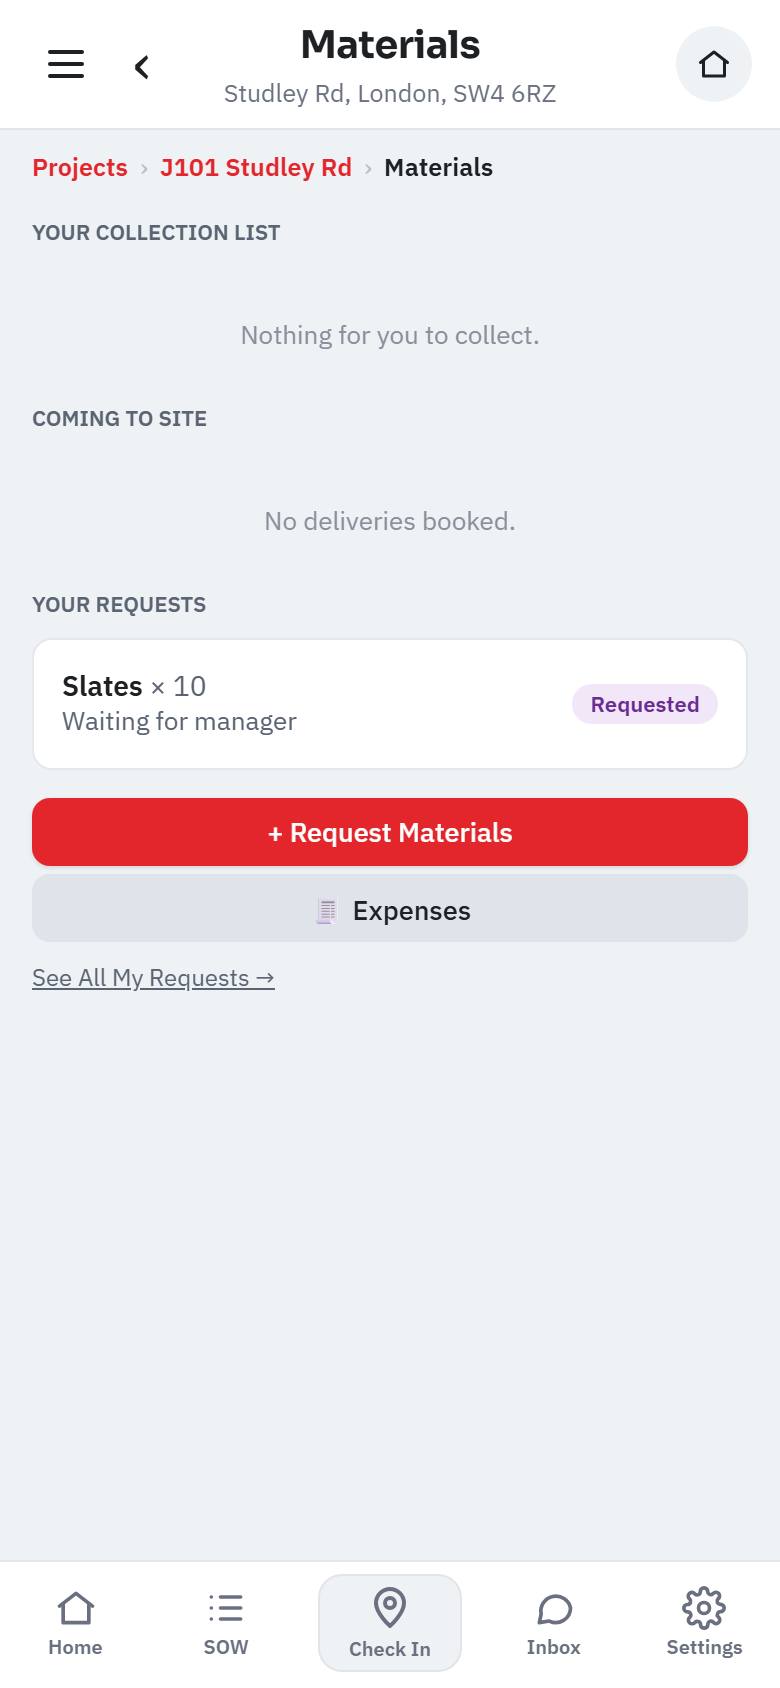 Materials
Studley Rd, London, SW4 6RZ
Projects › J101 Studley Rd › Materials
YOUR COLLECTION LIST
Nothing for you to collect.
COMING TO SITE
No deliveries booked.
YOUR REQUESTS
Slates × 10
Waiting for manager
Requested
+ Request Materials
Expenses
See All My Requests →
Home
SOW
Check In
Inbox
Settings